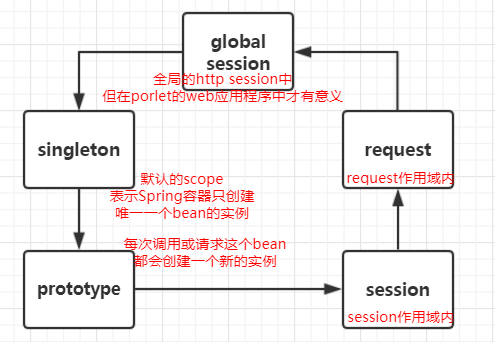 global
session
全局的http session中
但在porlet的web应用程序中才有意义
singleton
默认的scope
表示Spring容器只创建
唯一一个bean的实例
request
request作用域内
每次调用或请求这个bean
都会创建一个新的实例
prototype
session
session作用域内